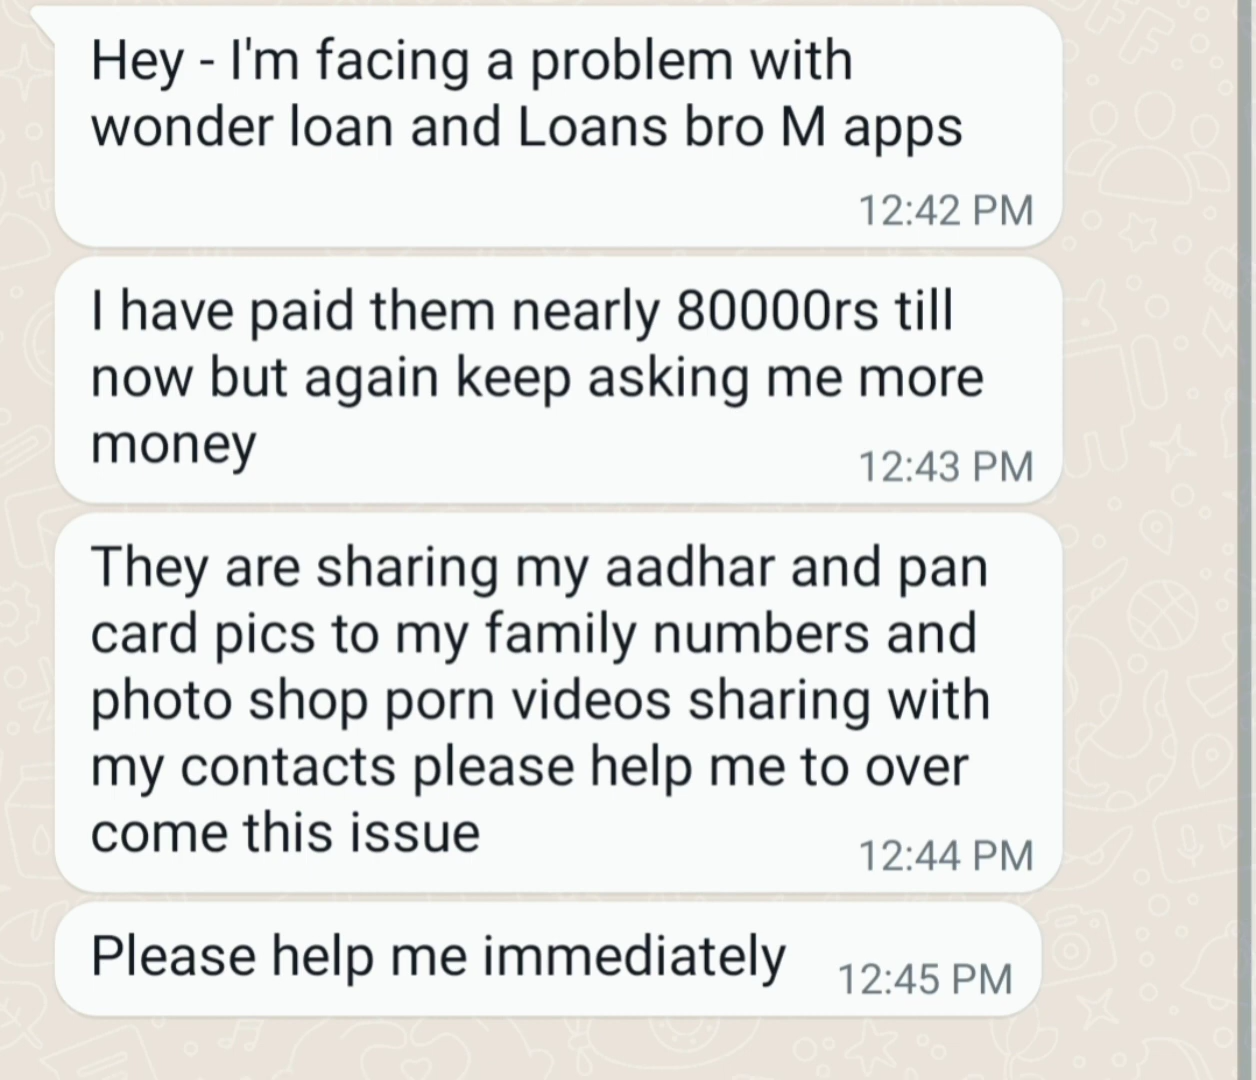 Hey - I'm facing a problem with
wonder loan and Loans bro M apps
12:42 PM
I have paid them nearly 80000rs till
now but again keep asking me more
money
12:43 PM
They are sharing my aadhar and pan
card pics to my family numbers and
photo shop porn videos sharing with
my contacts please help me to over
come this issue
12:44 PM
Please help me immediately 12:45 PM